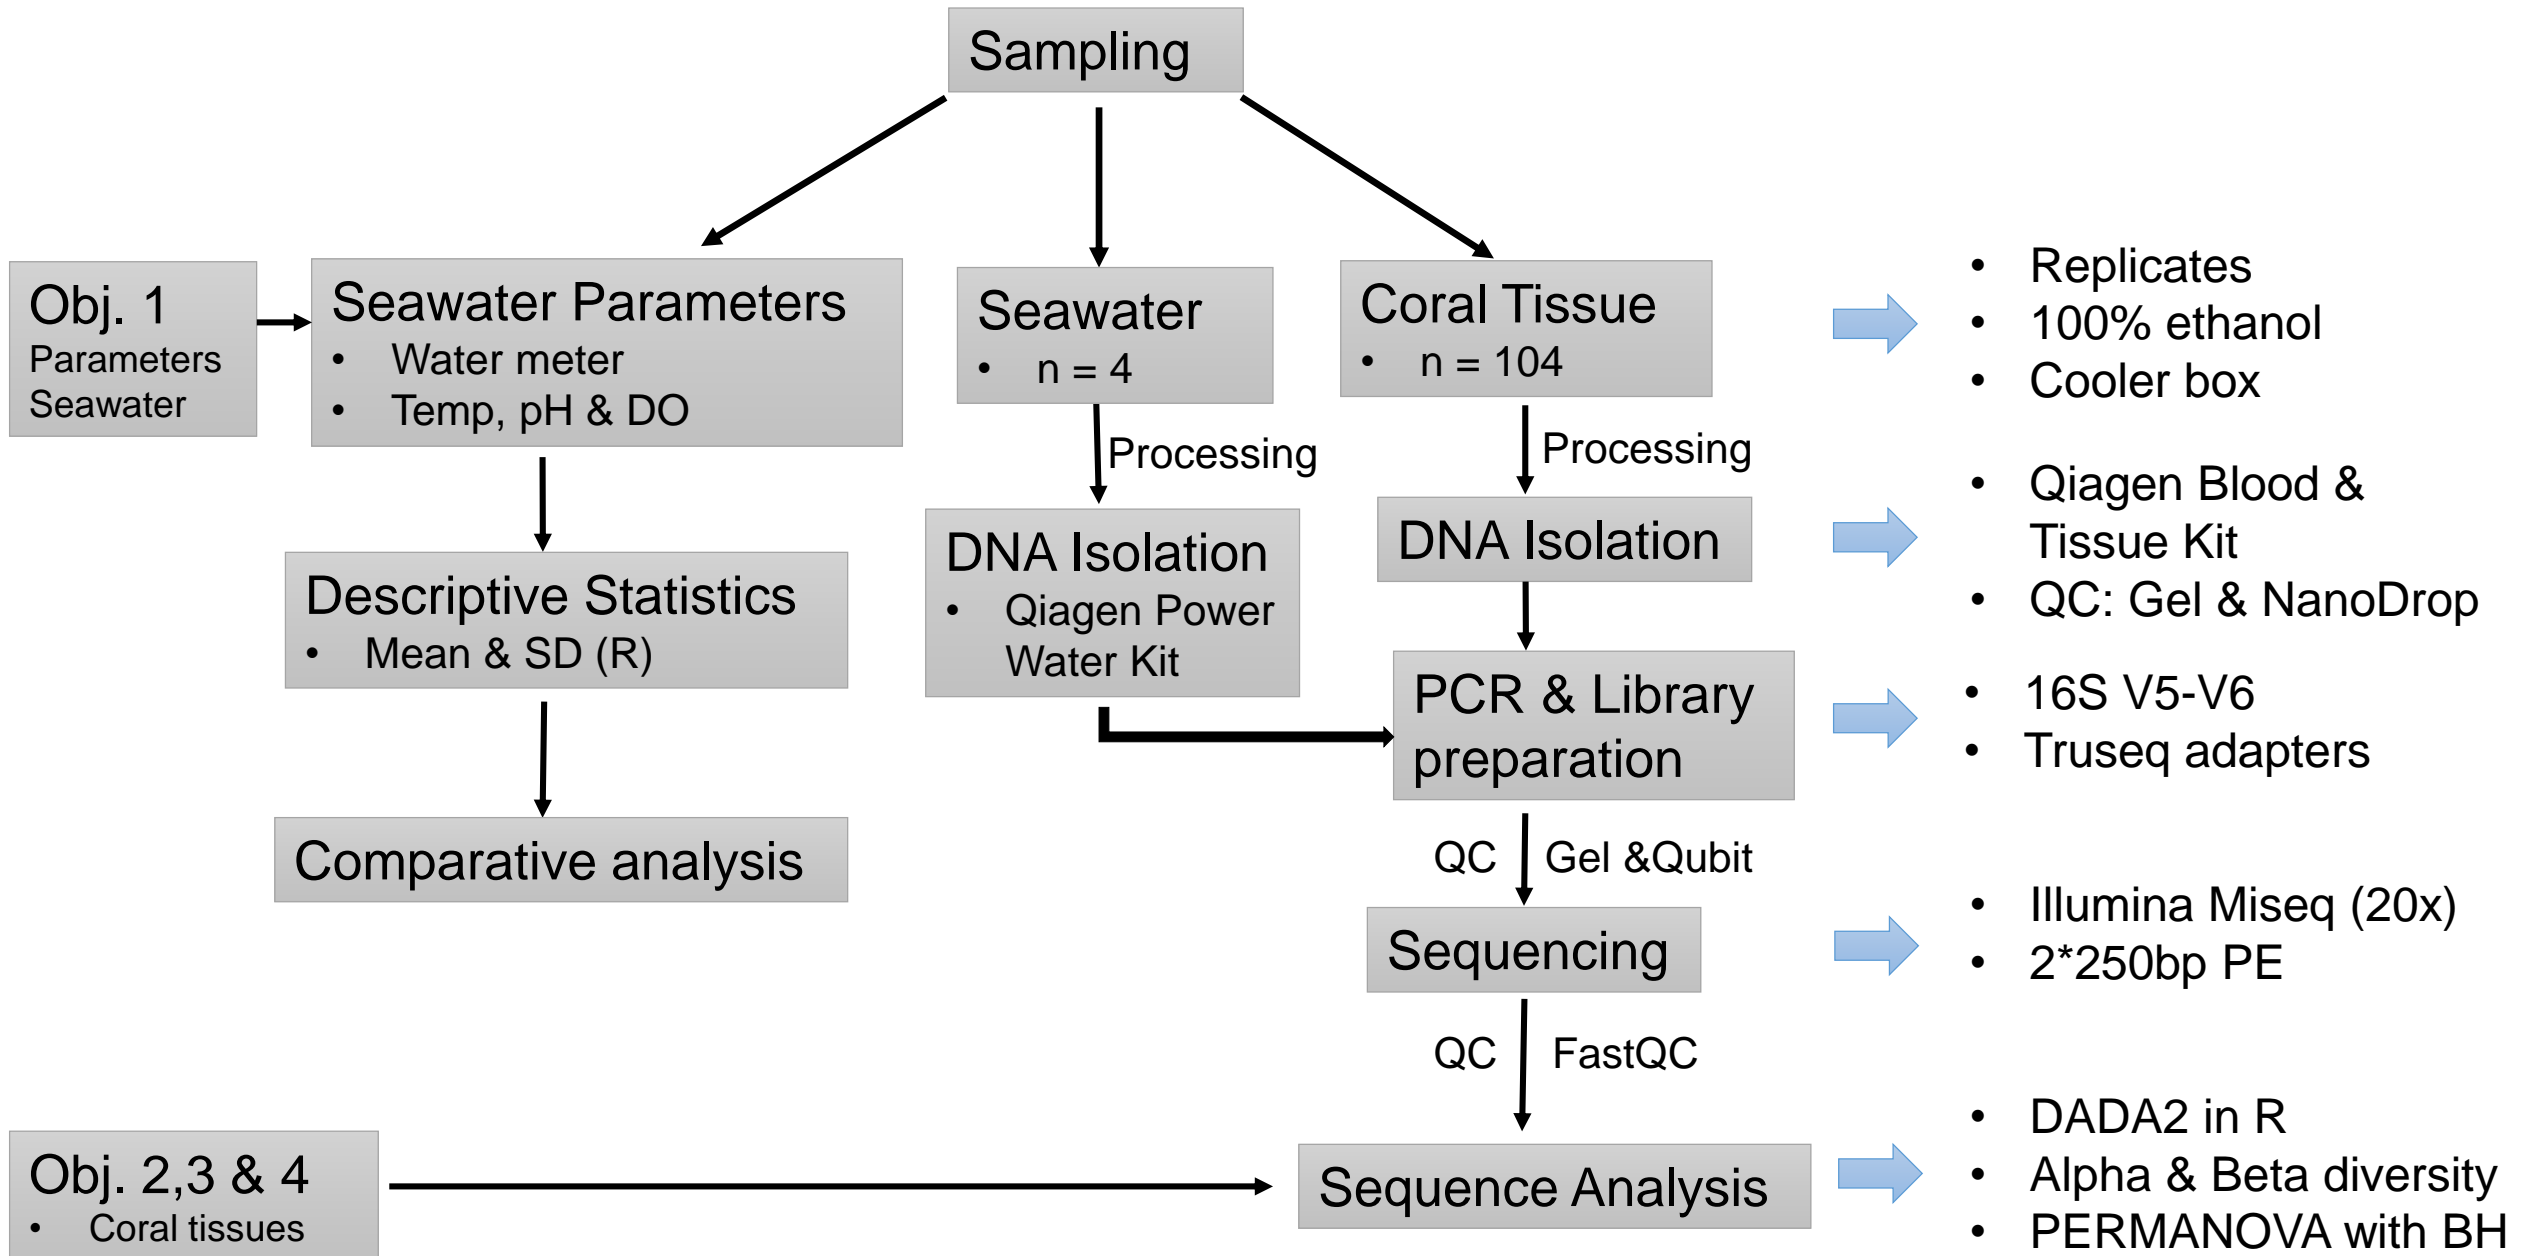 Sampling
Obj. 1
Parameters
Seawater
Seawater Parameters
• Water meter
• Temp, pH & DO
Seawater
• n = 4
Coral Tissue
• n = 104
• Replicates
• 100% ethanol
• Cooler box
Processing
Processing
Descriptive Statistics
• Mean & SD (R)
DNA Isolation
• Qiagen Power
Water Kit
DNA Isolation
• Qiagen Blood &
Tissue Kit
• QC: Gel & NanoDrop
PCR & Library
preparation
• 16S V5-V6
• Truseq adapters
Comparative analysis
QC
Gel &Qubit
Sequencing
• Illumina Miseq (20x)
• 2*250bp PE
QC
FastQC
Obj. 2,3 & 4
• Coral tissues
Sequence Analysis
• DADA2 in R
• Alpha & Beta diversity
• PERMANOVA with BH